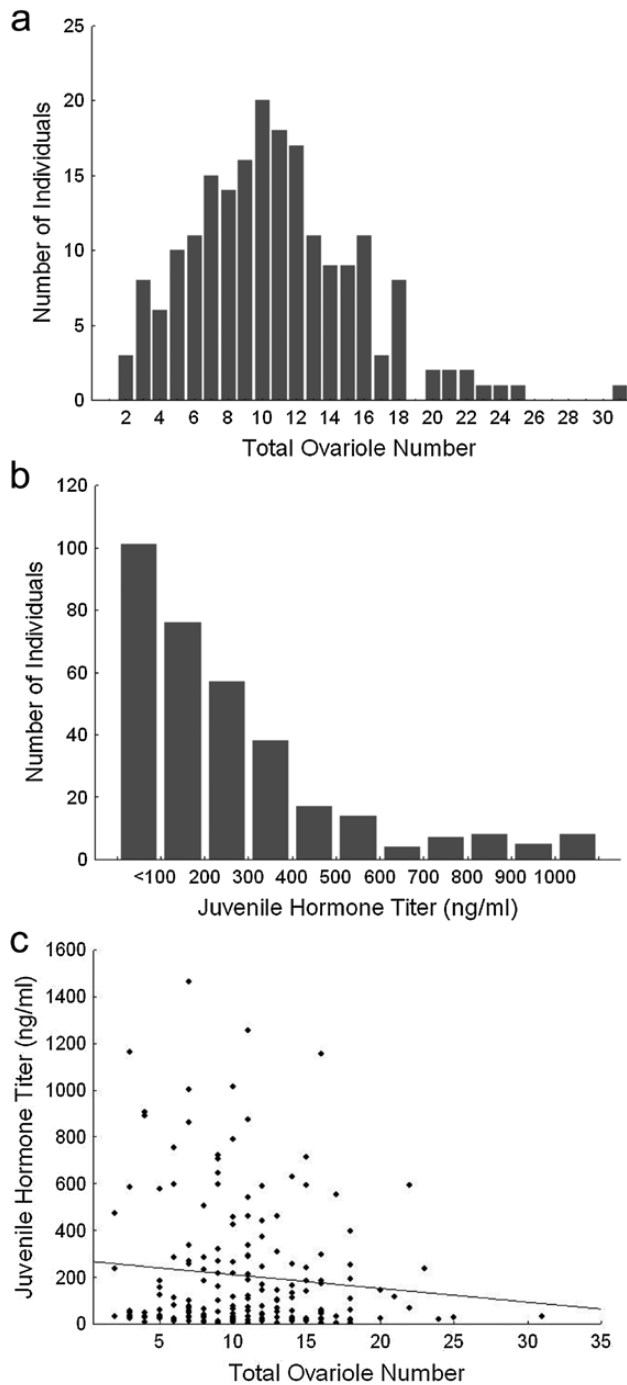 a
Number of Individuals
25
20
15
10
5
0
2 4 6 8 10 12 14 16 18 20 22 24 26 28 30
Total Ovariole Number
b
Number of Individuals
120
100
80
60
40
20
0
<100 200 300 400 500 600 700 800 900 1000
Juvenile Hormone Titer (ng/ml)
c
Juvenile Hormone Titer (ng/ml)
1600
1400
1200
1000
800
600
400
200
0
5 10 15 20 25 30 35
Total Ovariole Number